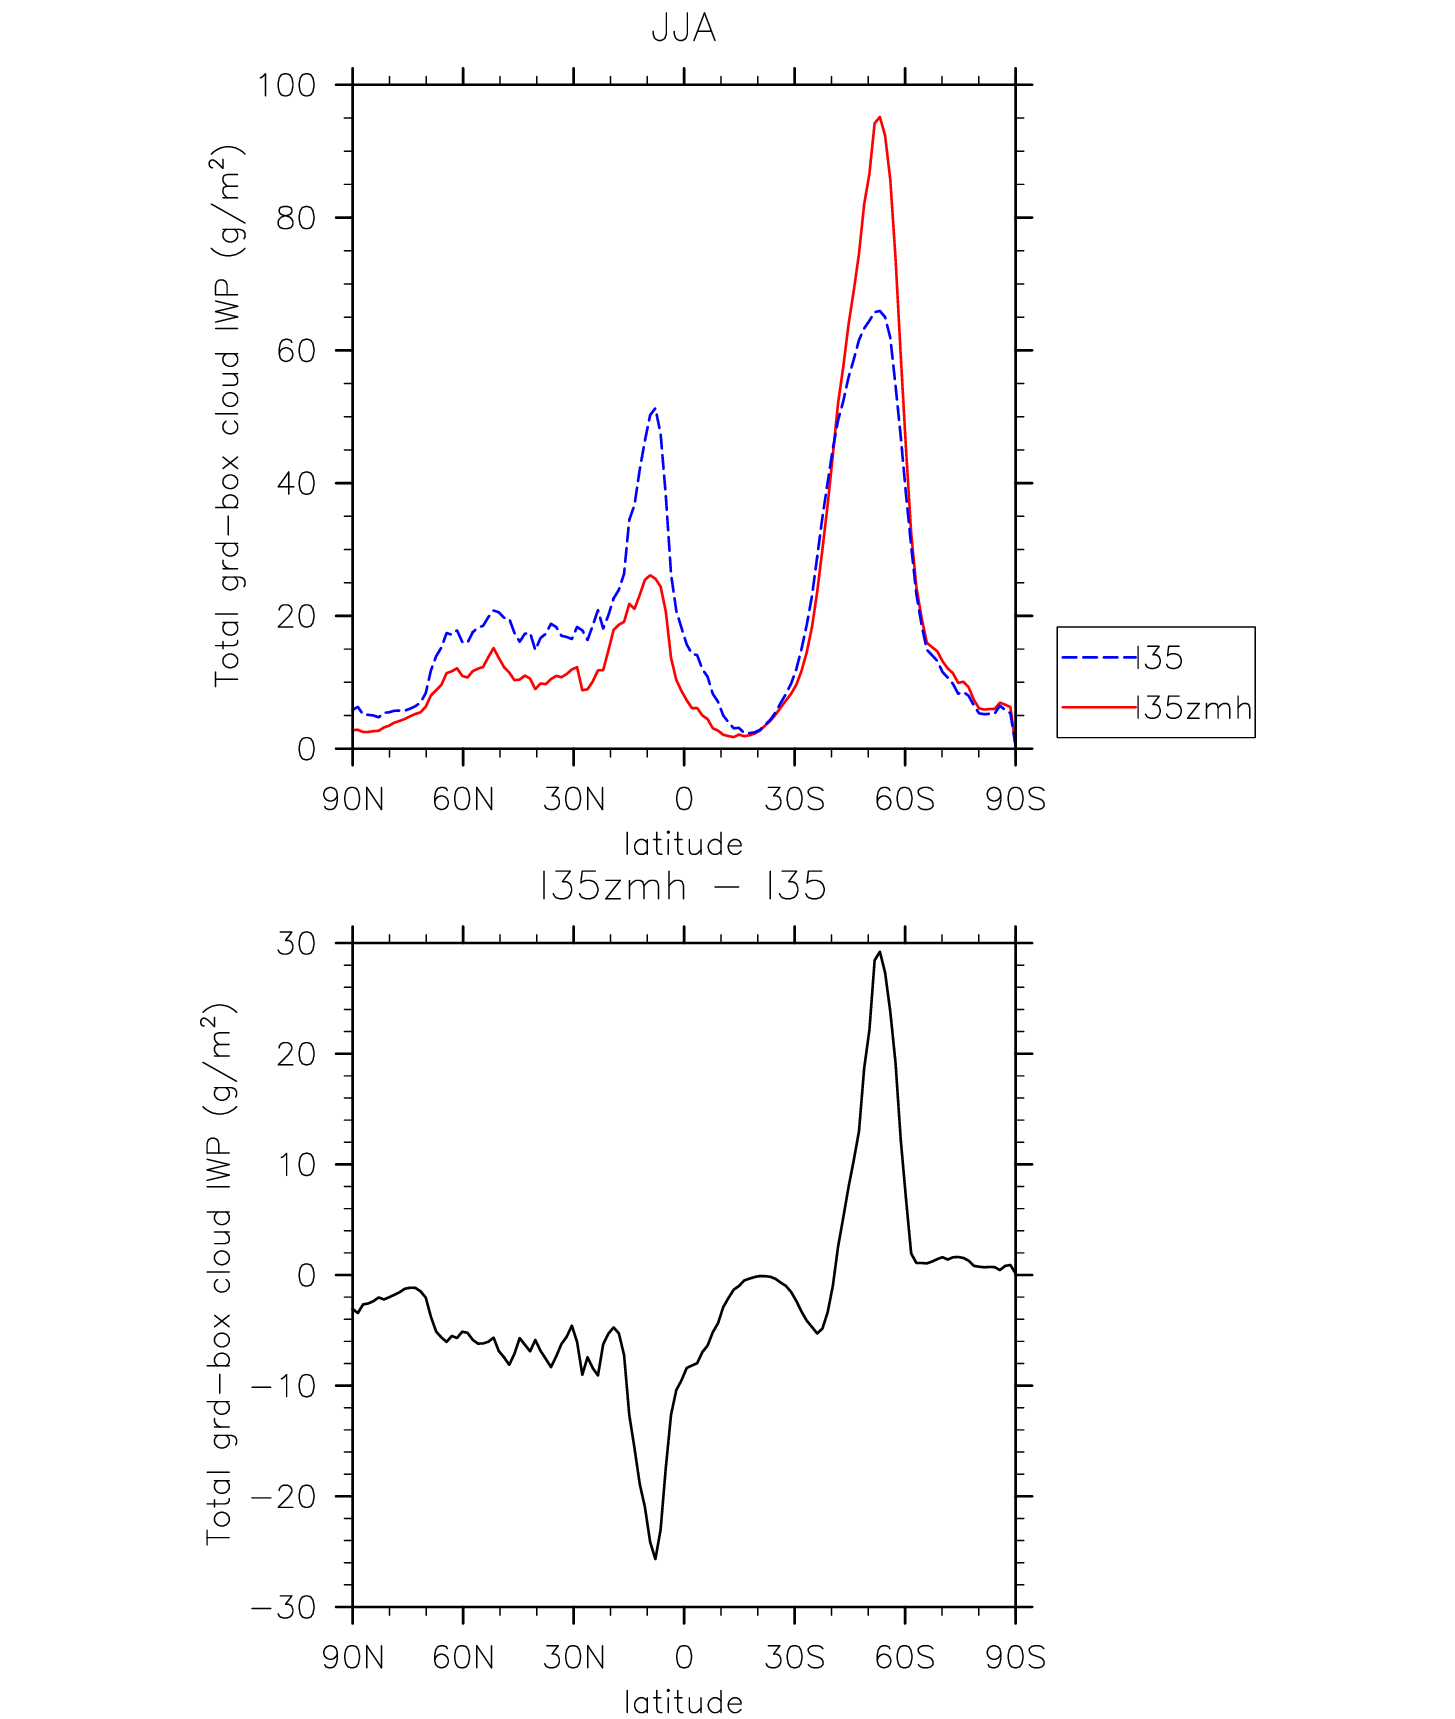 JJA
Total grd-box cloud IWP (g/m²)
100
80
60
40
20
0
90N 60N 30N 0 30S 60S 90S
latitude
I35
I35zmh
I35zmh - I35
Total grd-box cloud IWP (g/m²)
30
20
10
0
-10
-20
-30
90N 60N 30N 0 30S 60S 90S
latitude